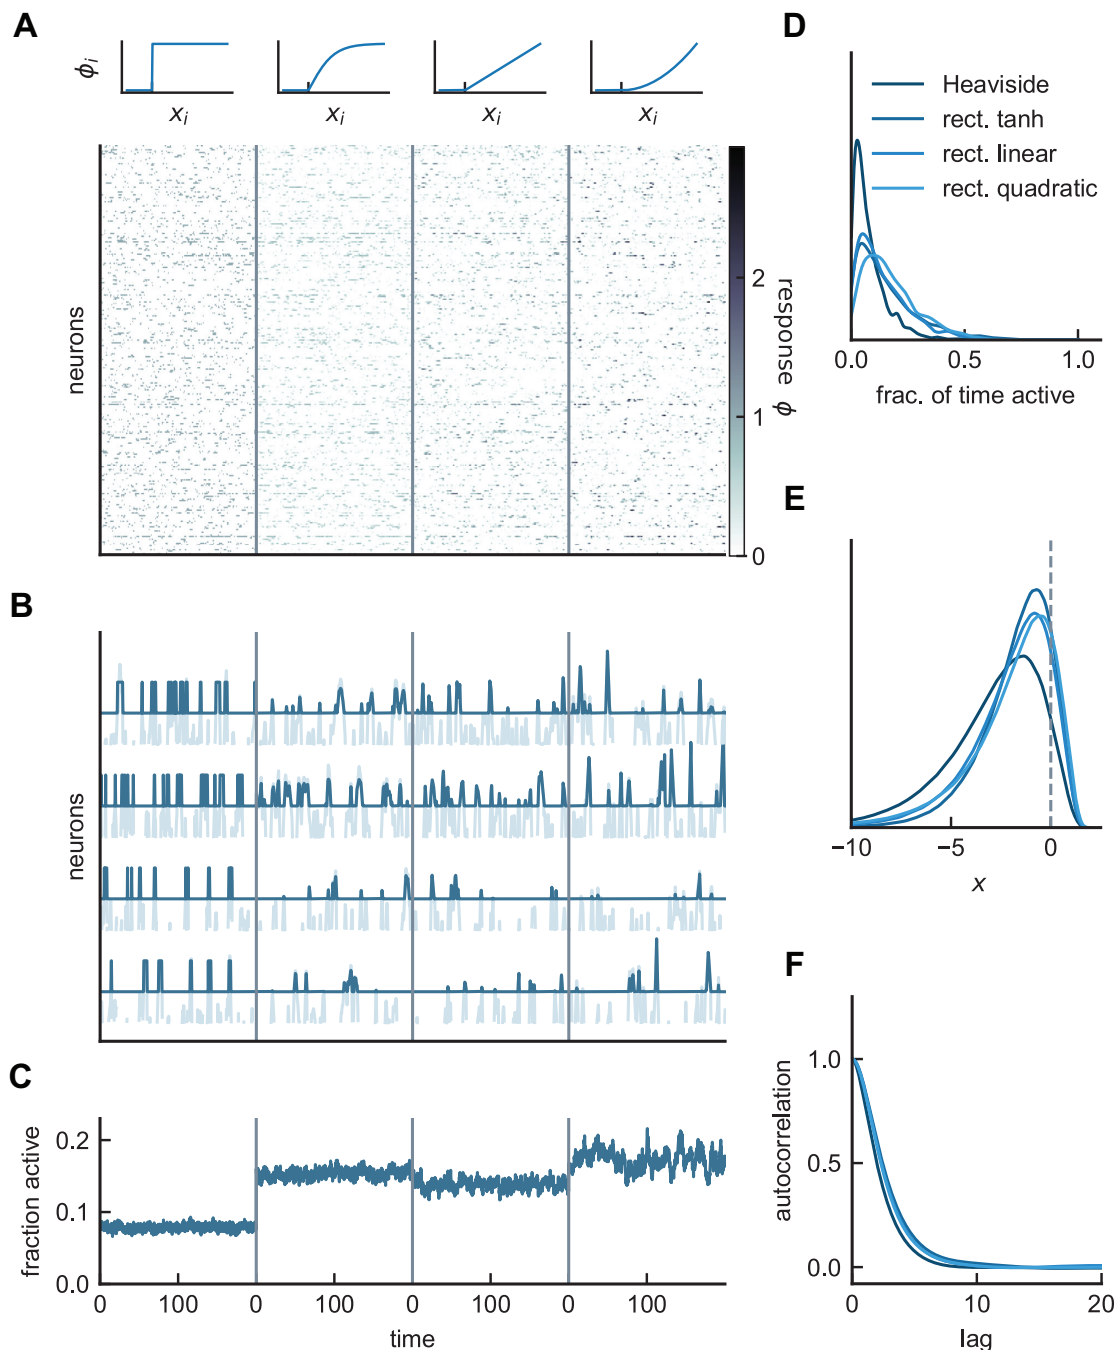 A
ϕi
xi
xi
xi
xi
neurons
0
1
2
response ϕ
B
neurons
C
fraction active
0.2
0.1
0.0
0
100
0
100
0
100
0
100
time
D
Heaviside
rect. tanh
rect. linear
rect. quadratic
0.0
0.5
1.0
frac. of time active
E
−10
−5
0
x
F
autocorrelation
1.0
0.5
0.0
0
10
20
lag